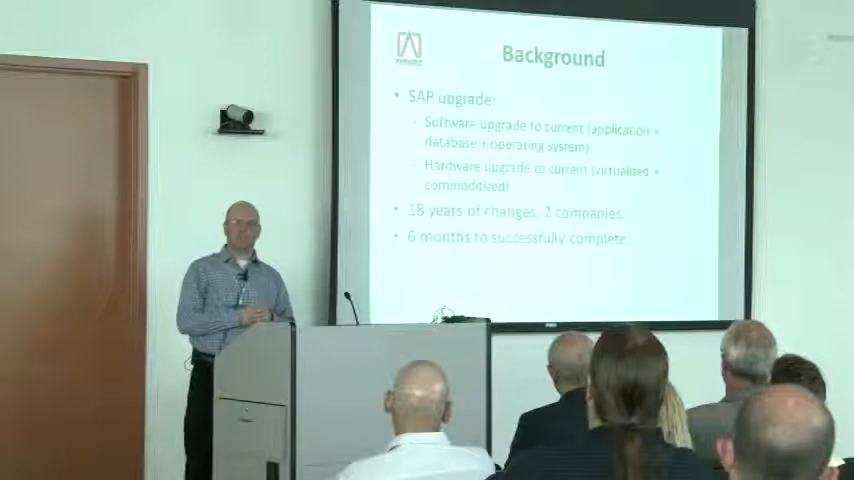 Background
• SAP upgrade:
- Software upgrade to current (application +
database + operating system)
- Hardware upgrade to current (virtualized +
commoditized)
• 18 years of changes, 2 companies.
• 6 months to successfully complete.